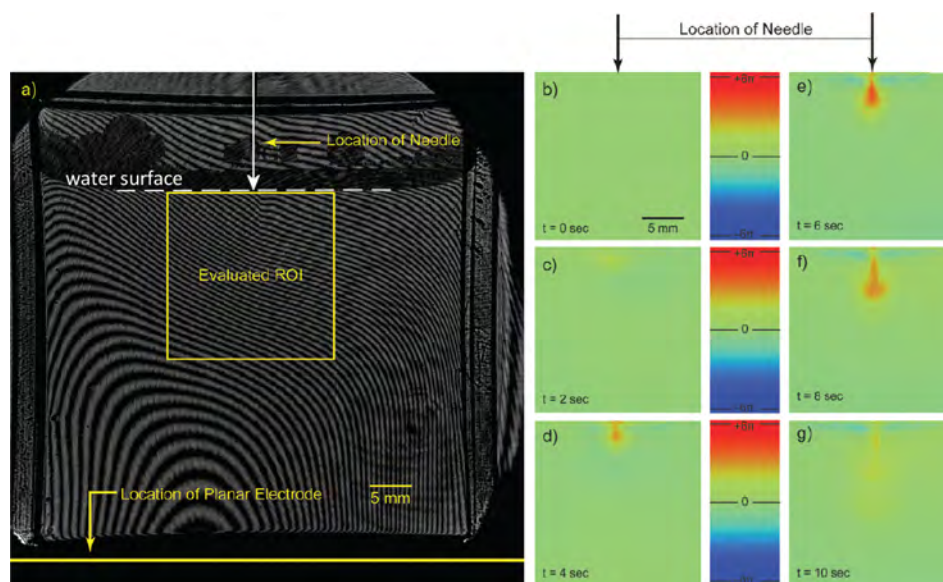 Location of Needle
a)
Location of Needle
water surface
Evaluated ROI
5 mm
Location of Planar Electrode
b)
t = 0 sec
5 mm
c)
t = 2 sec
d)
t = 4 sec
+8π
0
+8π
0
+8π
0
e)
t = 6 sec
f)
t = 8 sec
g)
t = 10 sec